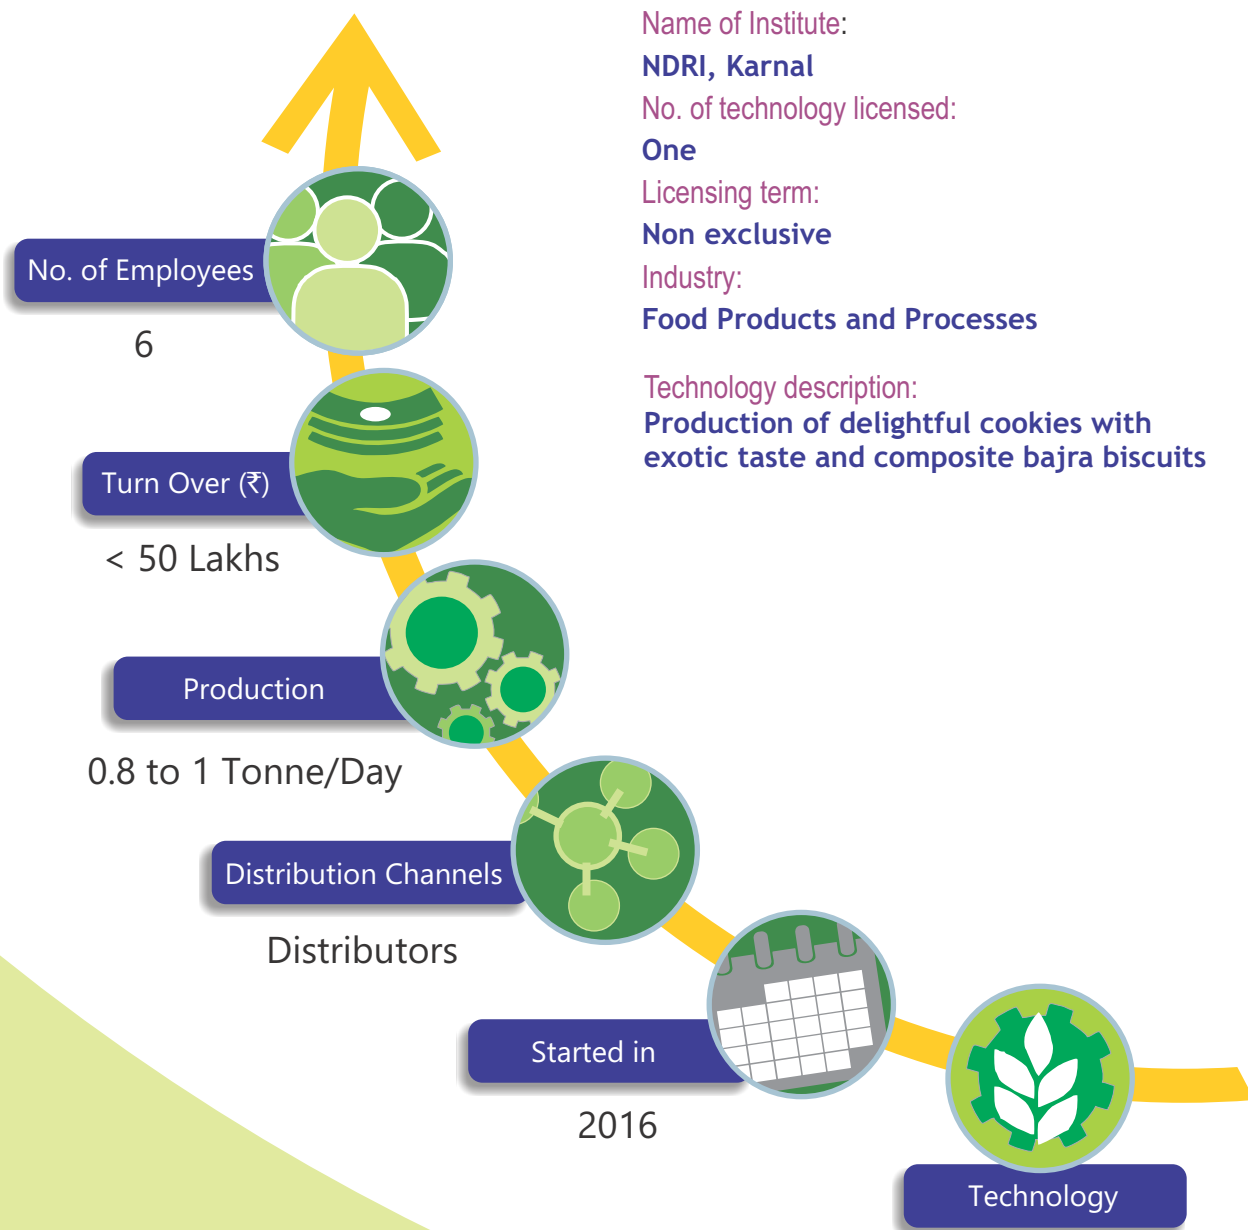 Name of Institute:
NDRI, Karnal
No. of technology licensed:
One
Licensing term:
Non exclusive
Industry:
Food Products and Processes
Technology description:
Production of delightful cookies with
exotic taste and composite bajra biscuits
No. of Employees
6
Turn Over (₹)
< 50 Lakhs
Production
0.8 to 1 Tonne/Day
Distribution Channels
Distributors
Started in
2016
Technology